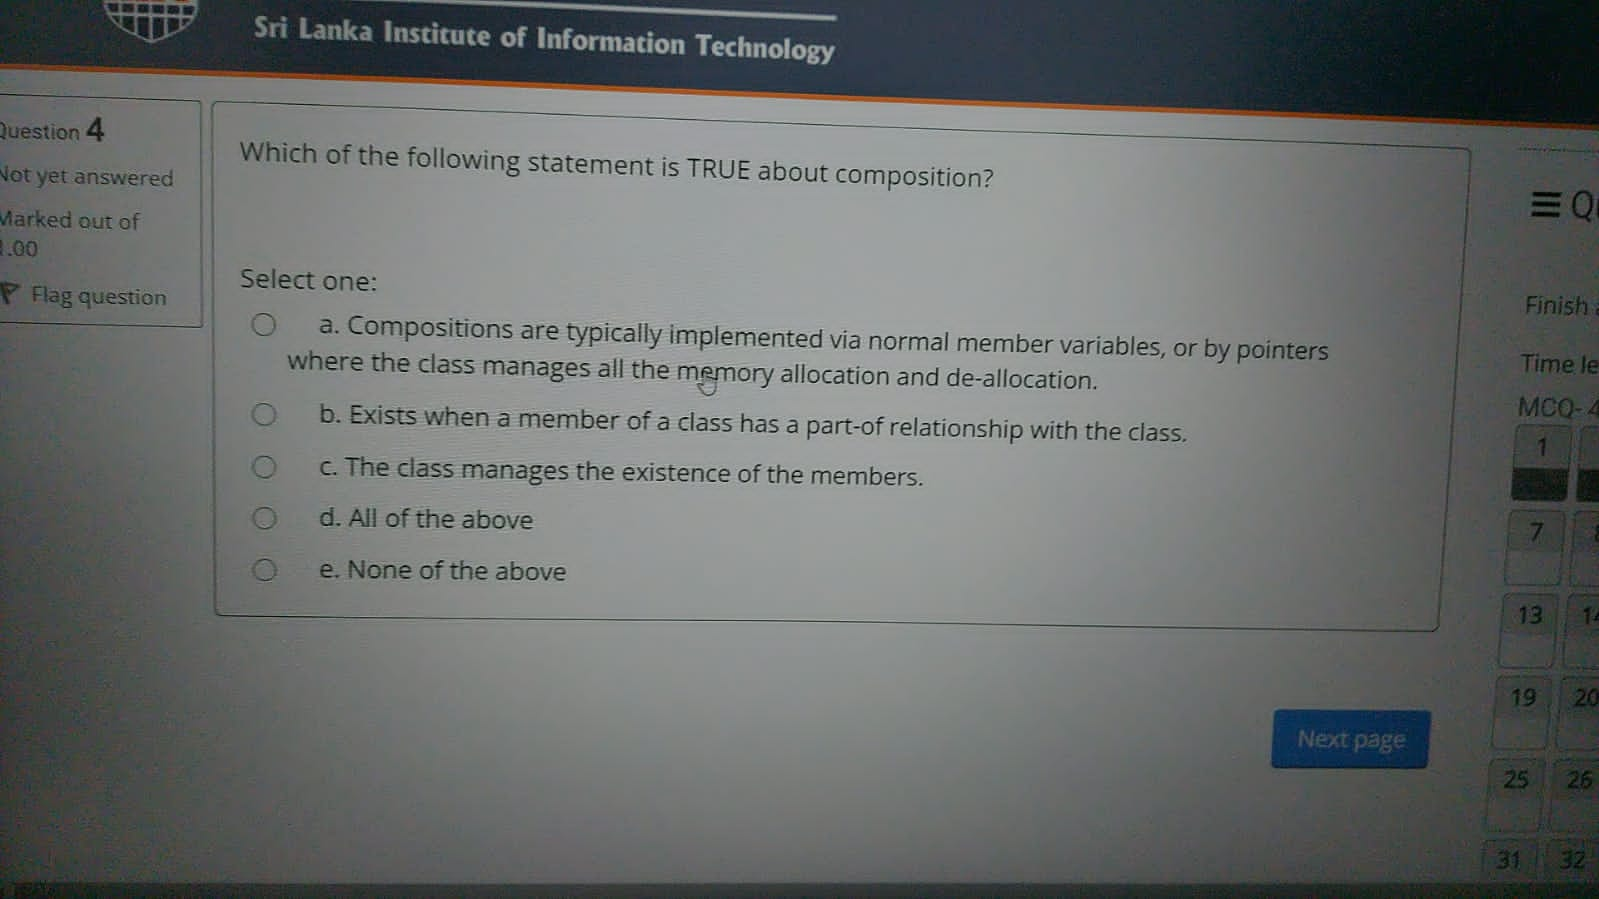 Sri Lanka Institute of Information Technology
Question 4
Not yet answered
Marked out of
1.00
Flag question
Which of the following statement is TRUE about composition?
Select one:
a. Compositions are typically implemented via normal member variables, or by pointers
where the class manages all the memory allocation and de-allocation.
b. Exists when a member of a class has a part-of relationship with the class.
c. The class manages the existence of the members.
d. All of the above
e. None of the above
Next page
Finish
Time le
MCQ- 4
1
7
13 14
19 20
25 26
31 32